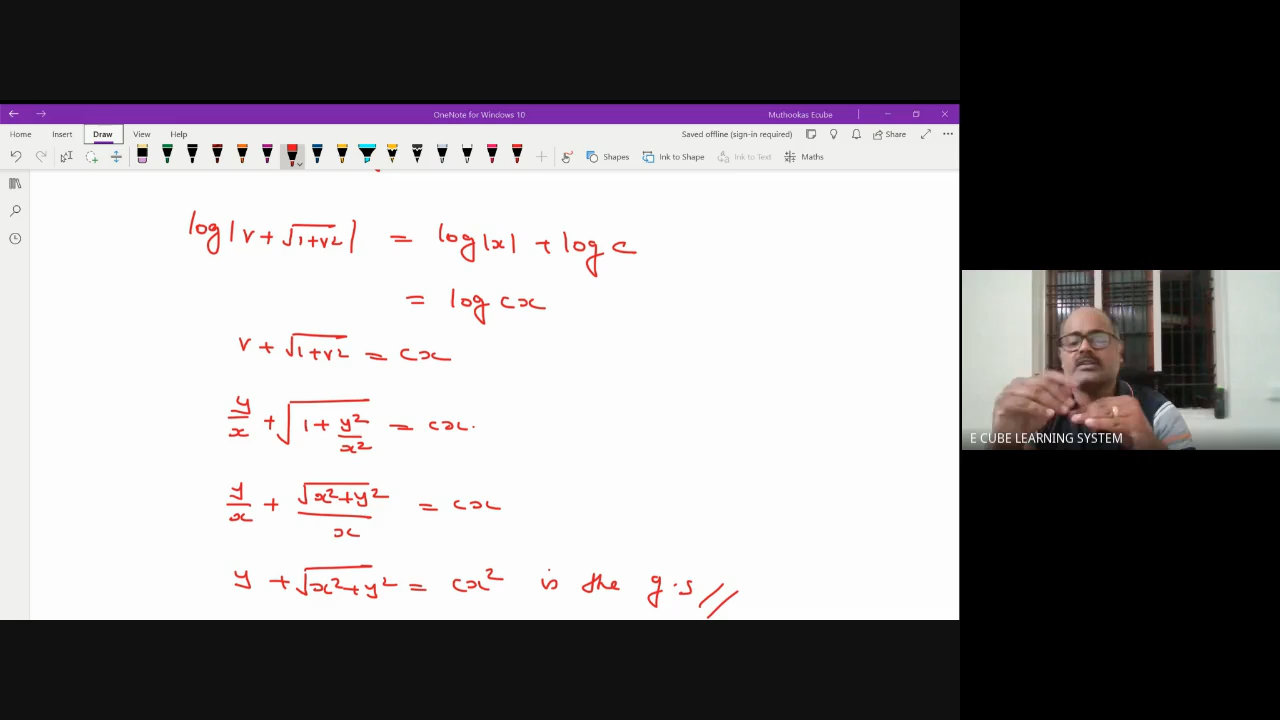 OneNote for Windows 10
Muthookas Ecube
Home Insert Draw View Help
Saved offline (sign-in required) Share
Shapes Ink to Shape Ink to Text Maths
log|v + √1+v²| = log|x| + log c
= log cx
v + √1+v² = cx
y/x + √1 + y²/x² = cx.
y/x + √x²+y²/x = cx
y + √x²+y² = cx² is the g.s //
E CUBE LEARNING SYSTEM